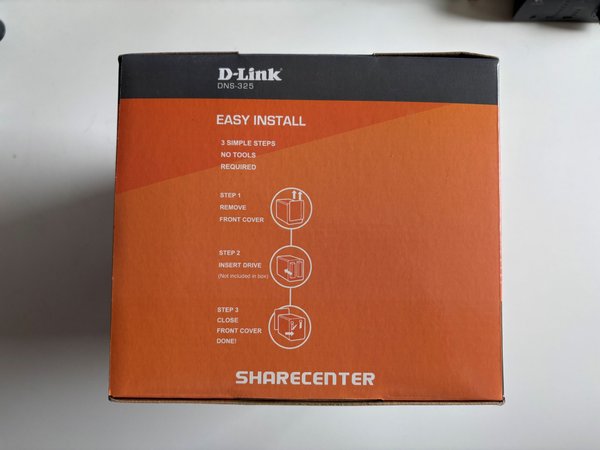 D-Link
DNS-325
EASY INSTALL
3 SIMPLE STEPS
NO TOOLS
REQUIRED
STEP 1
REMOVE
FRONT COVER
STEP 2
INSERT DRIVE
(Not included in box)
STEP 3
CLOSE
FRONT COVER
DONE!
SHARECENTER